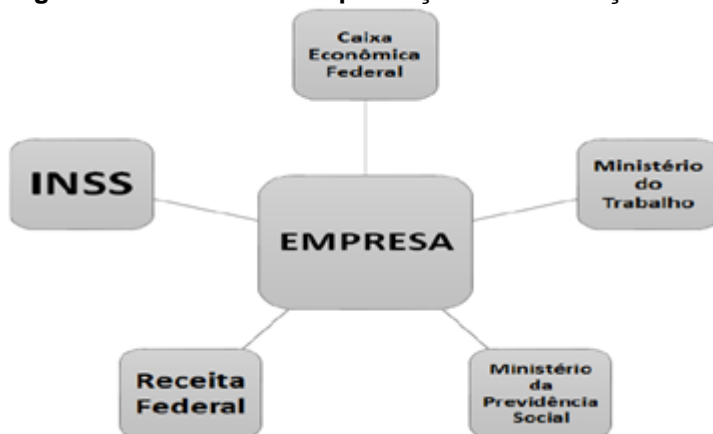 Caixa
Econômica
Federal
INSS
Ministério
do
Trabalho
EMPRESA
Receita
Federal
Ministério
da
Previdência
Social